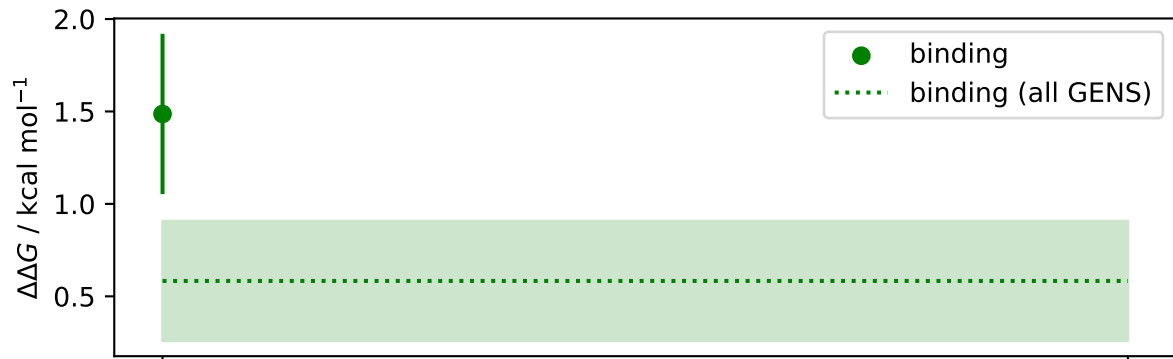 2.0
1.5
1.0
0.5
ΔΔG / kcal mol⁻¹
binding
binding (all GENS)